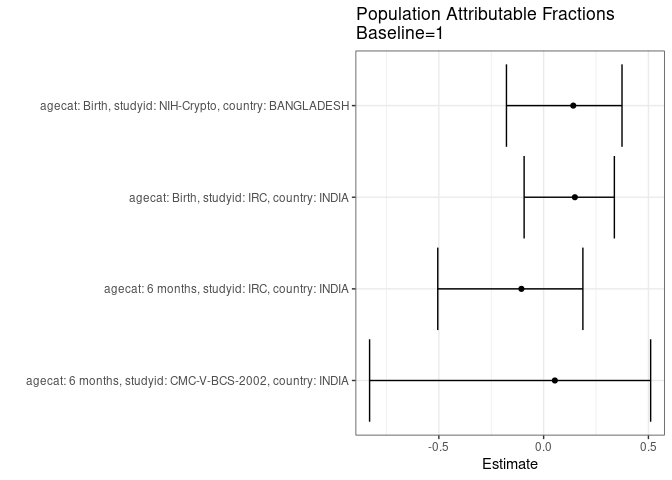 Population Attributable Fractions
Baseline=1
agecat: Birth, studyid: NIH-Crypto, country: BANGLADESH
agecat: Birth, studyid: IRC, country: INDIA
agecat: 6 months, studyid: IRC, country: INDIA
agecat: 6 months, studyid: CMC-V-BCS-2002, country: INDIA
-0.5 0.0 0.5
Estimate